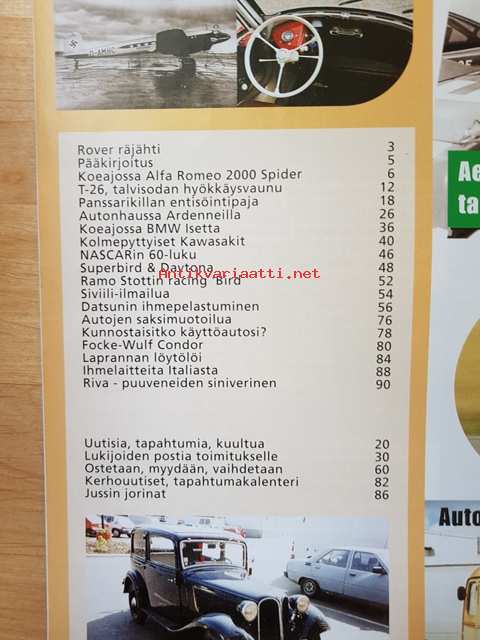 D-AMHC
Rover räjähti 3
Pääkirjoitus 5
Koeajossa Alfa Romeo 2000 Spider 6
T-26, talvisodan hyökkäysvaunu 12
Panssarikillan entisöintipaja 18
Autonhaussa Ardenneilla 26
Koeajossa BMW Isetta 36
Kolmepyttyiset Kawasakit 40
NASCARin 60-luku 46
Superbird & Daytona 48
Antikvariaatti.net
Ramo Stottin racing 'Bird 52
Siviili-ilmailua 54
Datsunin ihmepelastuminen 56
Autojen saksimuotoilua 76
Kunnostaisitko käyttöautosi? 78
Focke-Wulf Condor 80
Laprannan löytölöi 84
Ihmelaitteita Italiasta 88
Riva - puuveneiden siniverinen 90
Uutisia, tapahtumia, kuultua 20
Lukijoiden postia toimitukselle 30
Ostetaan, myydään, vaihdetaan 60
Kerhouutiset, tapahtumakalenteri 82
Jussin jorinat 86
Ae
ta
Auto